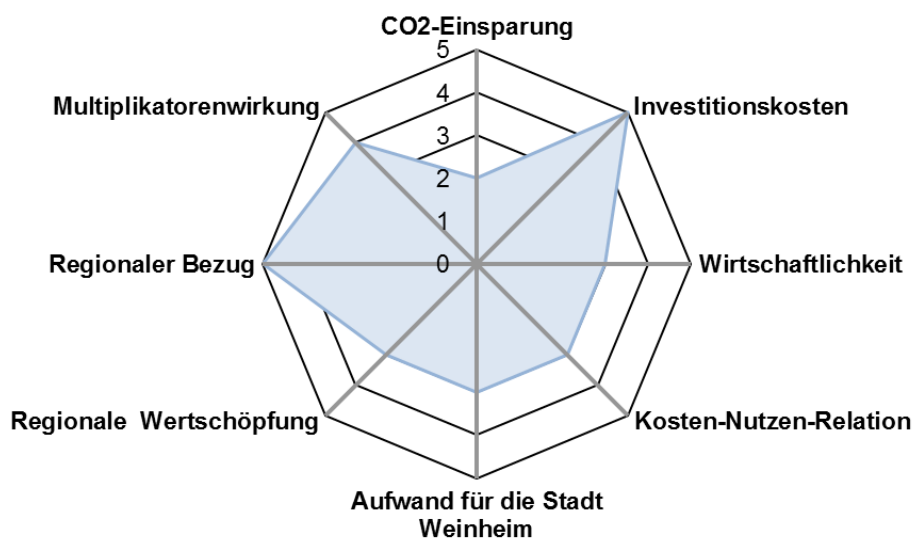 CO2-Einsparung
5
4
3
2
1
0
Multiplikatorenwirkung
Investitionskosten
Regionaler Bezug
Wirtschaftlichkeit
Regionale  Wertschöpfung
Kosten-Nutzen-Relation
Aufwand für die Stadt
Weinheim